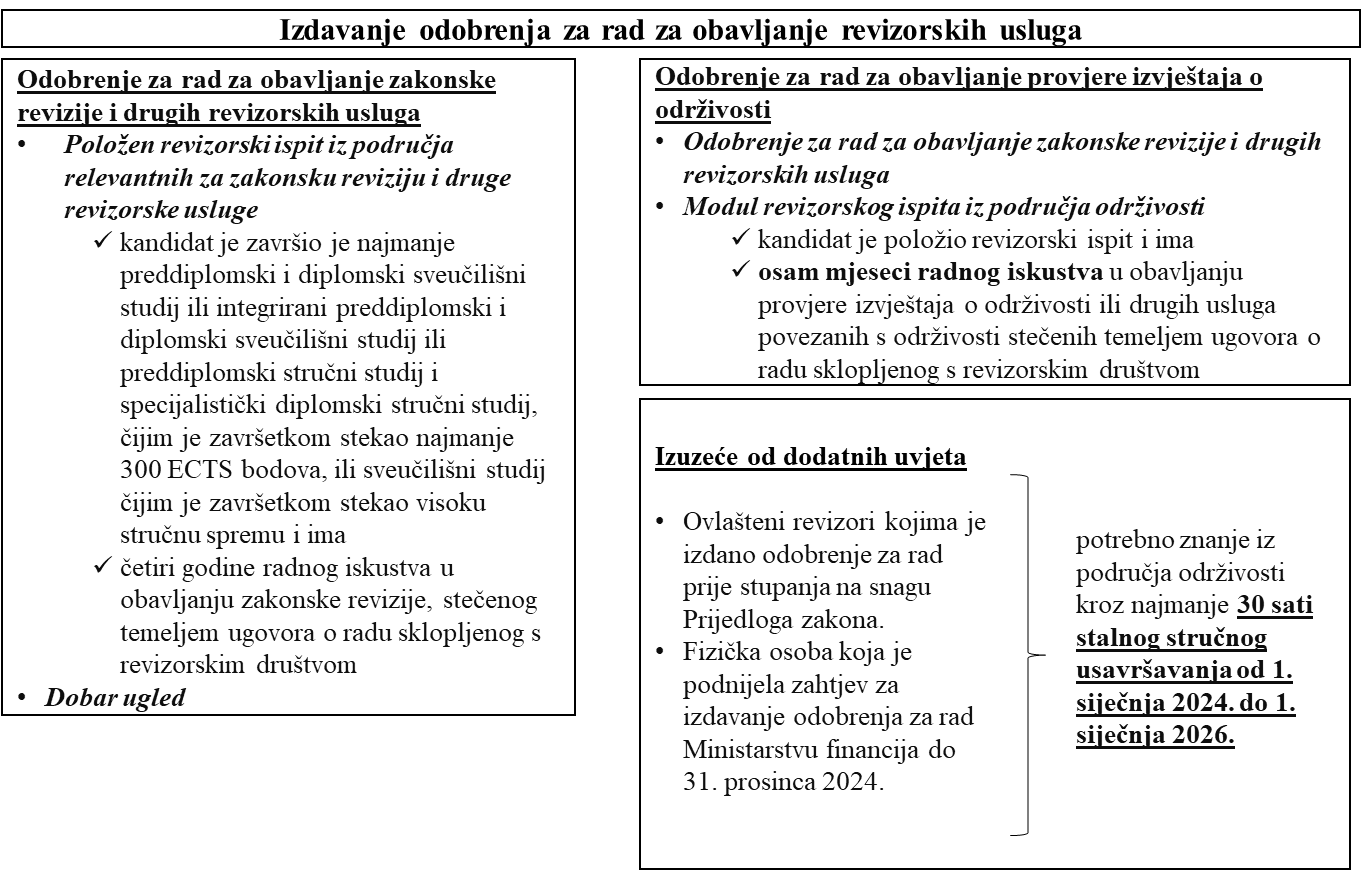 Izdavanje odobrenja za rad za obavljanje revizorskih usluga
Odobrenje za rad za obavljanje zakonske
revizije i drugih revizorskih usluga
• Položen revizorski ispit iz područja
relevantnih za zakonsku reviziju i druge
revizorske usluge
✓ kandidat je završio je najmanje
preddiplomski i diplomski sveučilišni
studij ili integrirani preddiplomski i
diplomski sveučilišni studij ili
preddiplomski stručni studij i
specijalistički diplomski stručni studij,
čijim je završetkom stekao najmanje
300 ECTS bodova, ili sveučilišni studij
čijim je završetkom stekao visoku
stručnu spremu i ima
✓ četiri godine radnog iskustva u
obavljanju zakonske revizije, stečenog
temeljem ugovora o radu sklopljenog s
revizorskim društvom
• Dobar ugled
Odobrenje za rad za obavljanje provjere izvještaja o
održivosti
• Odobrenje za rad za obavljanje zakonske revizije i drugih
revizorskih usluga
• Modul revizorskog ispita iz područja održivosti
✓ kandidat je položio revizorski ispit i ima
✓ osam mjeseci radnog iskustva u obavljanju
provjere izvještaja o održivosti ili drugih usluga
povezanih s održivosti stečenih temeljem ugovora o
radu sklopljenog s revizorskim društvom
Izuzeće od dodatnih uvjeta
• Ovlašteni revizori kojima je
izdano odobrenje za rad
prije stupanja na snagu
Prijedloga zakona.
• Fizička osoba koja je
podnijela zahtjev za
izdavanje odobrenja za rad
Ministarstvu financija do
31. prosinca 2024.
potrebno znanje iz
područja održivosti
kroz najmanje 30 sati
stalnog stručnog
usavršavanja od 1.
siječnja 2024. do 1.
siječnja 2026.